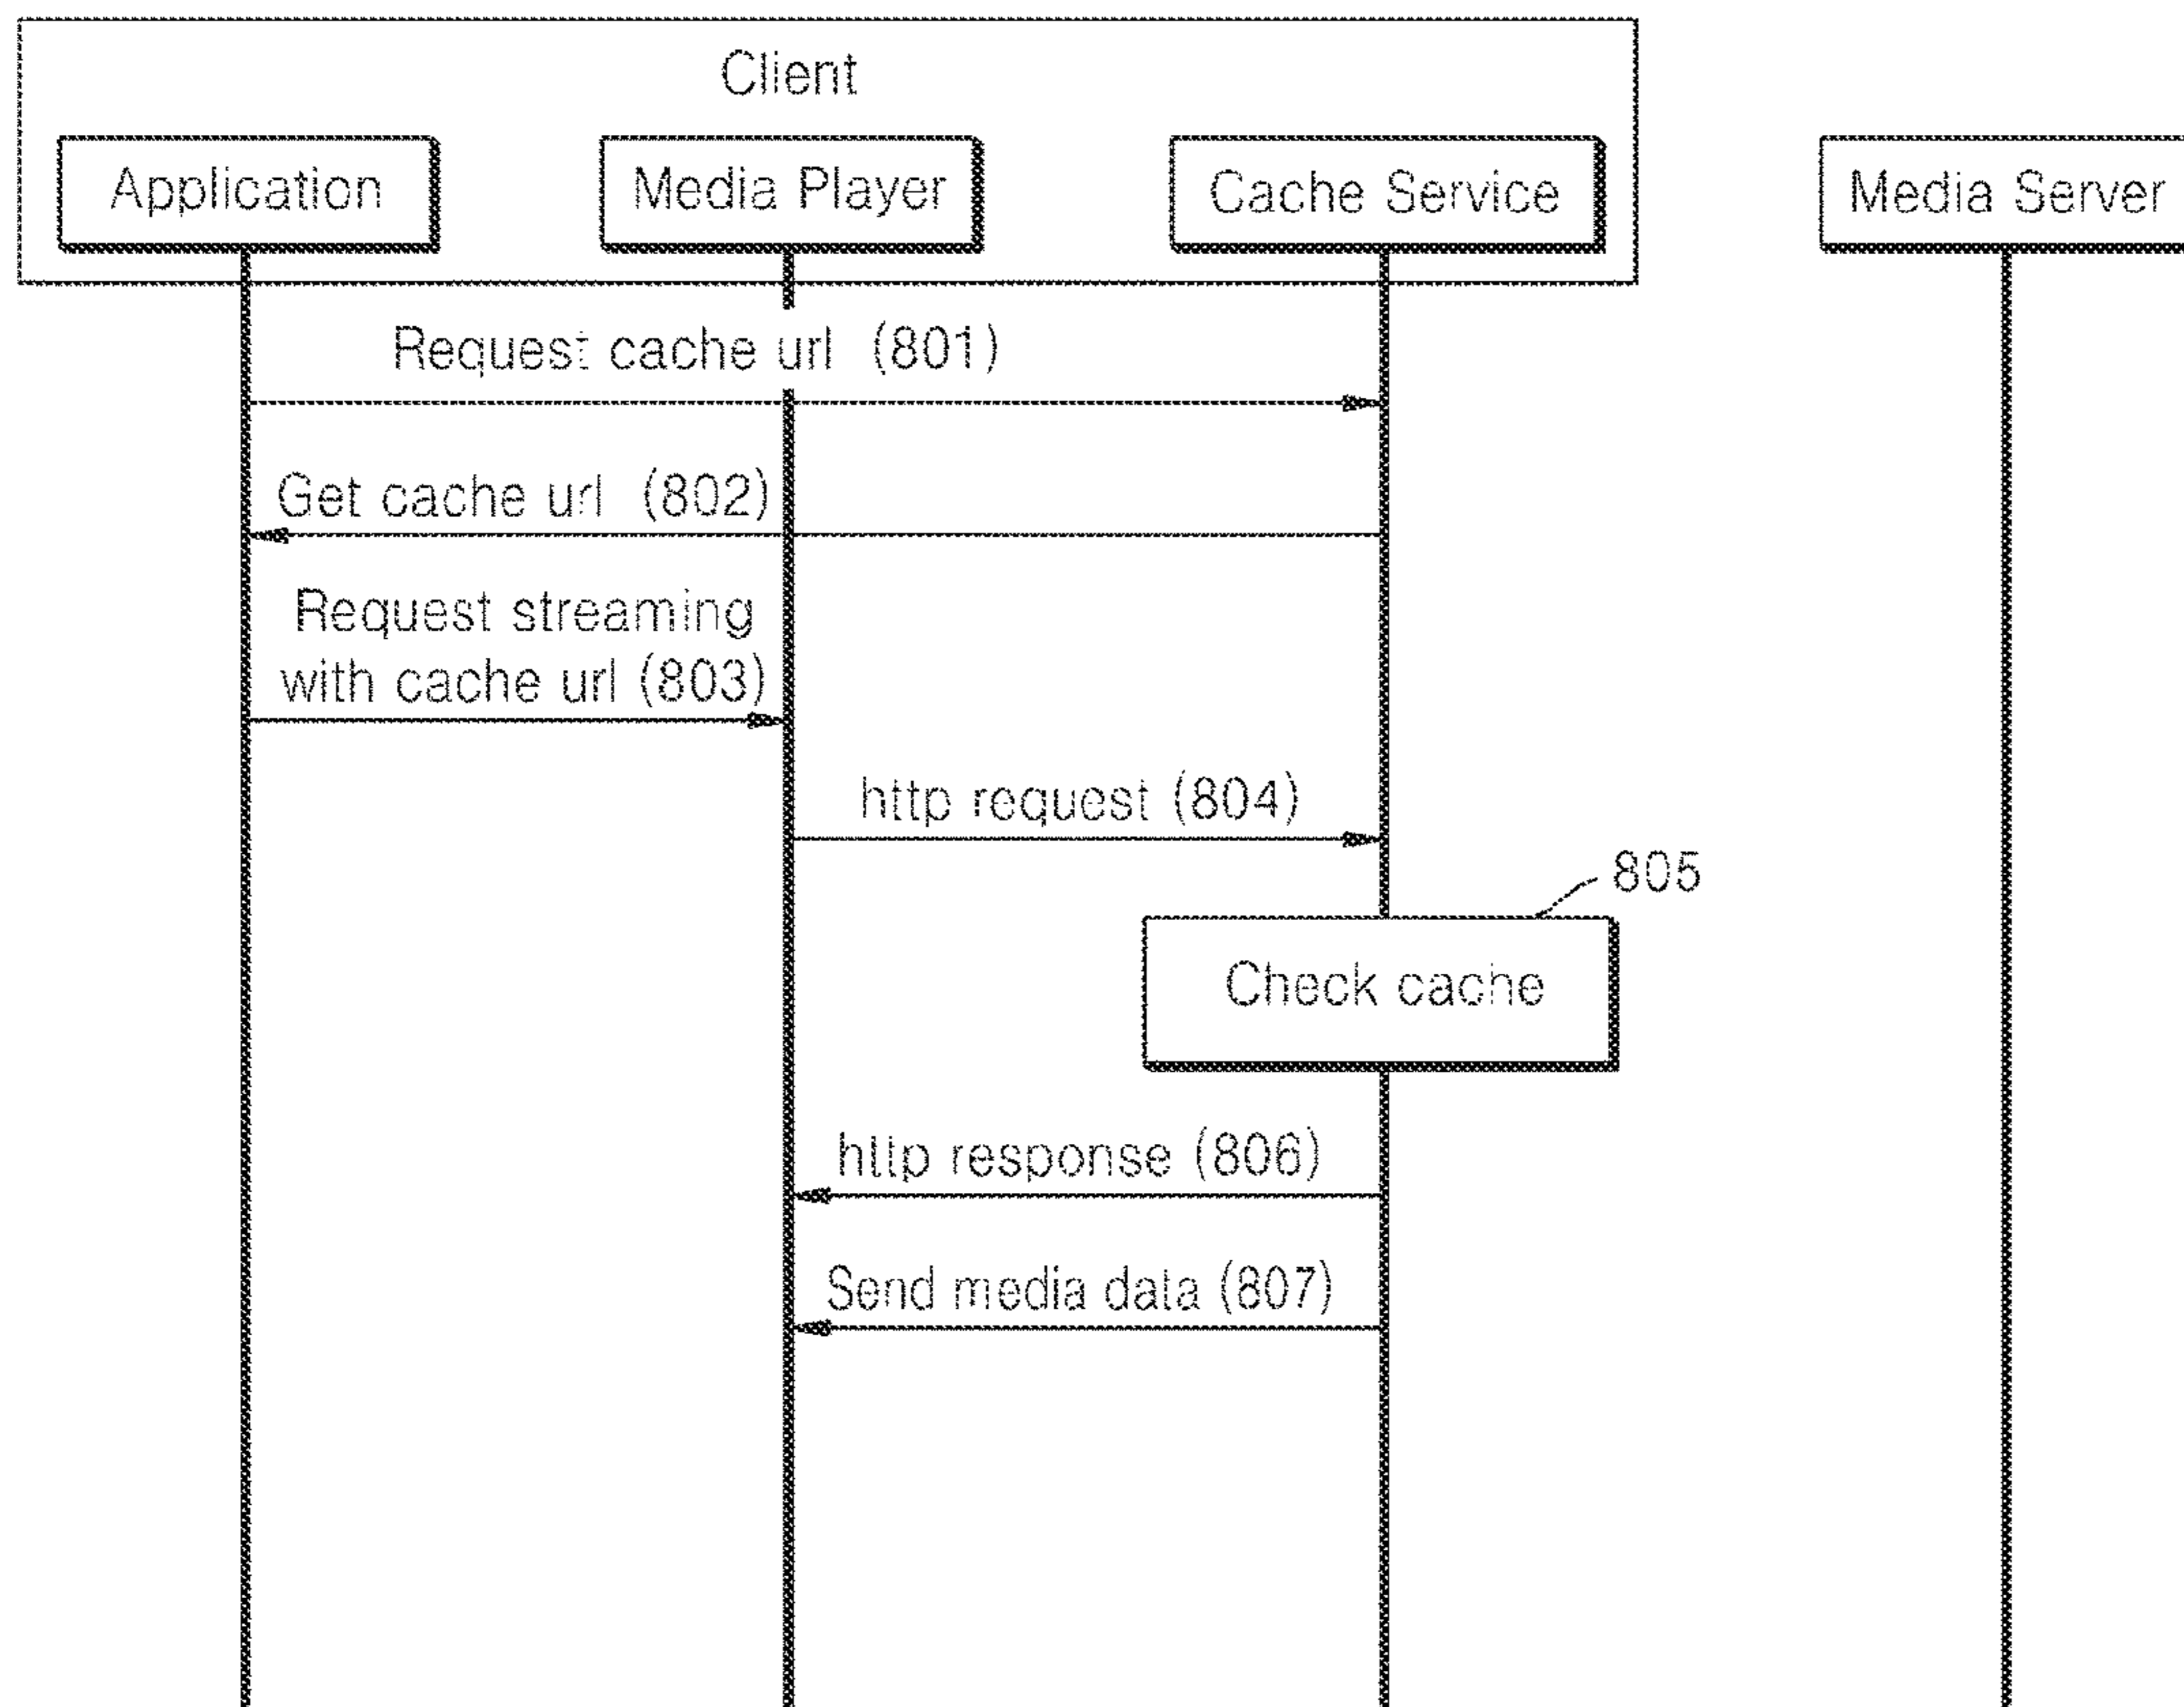 Client
Application
Media Player
Cache Service
Media Server
Request cache url (801)
Get cache url (802)
Request streaming
with cache url (803)
http request (804)
805
Check cache
http response (806)
Send media data (807)